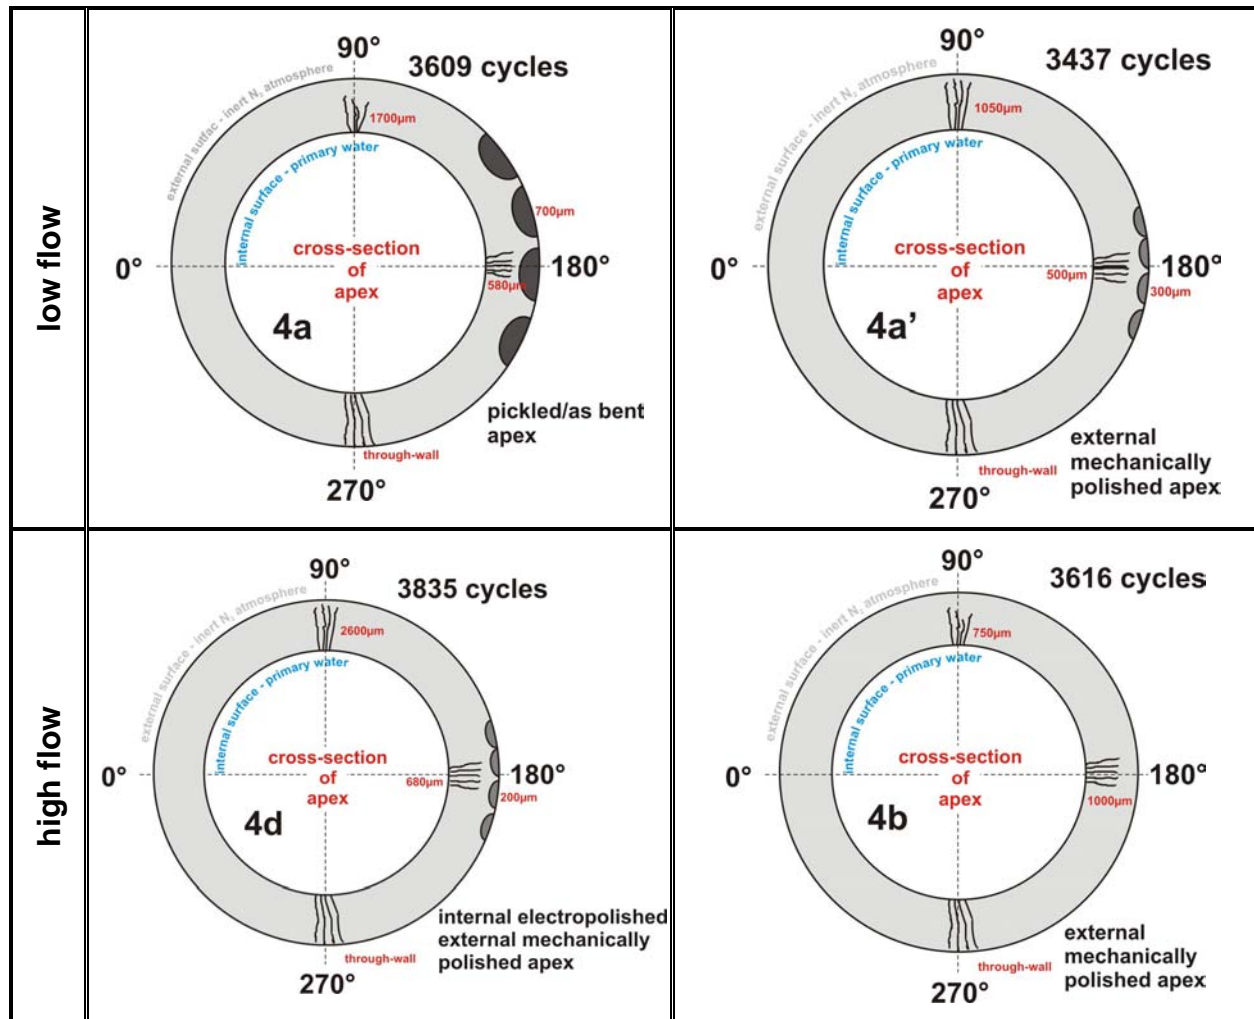 low flow
90°
3609 cycles
external sutfac - inert N₂ atmosphere
1700µm
internal surface - primary water
700µm
cross-section
of
apex
0°
180°
580µm
4a
pickled/as bent
apex
through-wall
270°
90°
3437 cycles
external surface - inert N₂ atmosphere
1050µm
internal surface - primary water
cross-section
of
apex
0°
180°
500µm
300µm
4a’
external
mechanically
polished apex
through-wall
270°
high flow
90°
3835 cycles
external surface - inert N₂ atmosphere
2600µm
internal surface - primary water
cross-section
of
apex
0°
180°
680µm
200µm
4d
internal electropolished
external mechanically
polished apex
through-wall
270°
90°
3616 cycles
external surface - inert N₂ atmosphere
750µm
internal surface - primary water
cross-section
of
apex
0°
180°
1000µm
4b
external
mechanically
polished apex
through-wall
270°